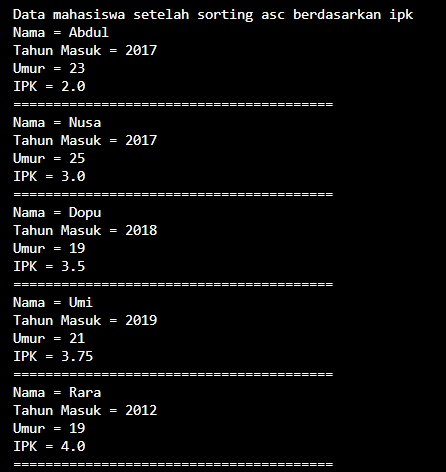 Data mahasiswa setelah sorting asc berdasarkan ipk
Nama = Abdul
Tahun Masuk = 2017
Umur = 23
IPK = 2.0
========================================
Nama = Nusa
Tahun Masuk = 2017
Umur = 25
IPK = 3.0
========================================
Nama = Dopu
Tahun Masuk = 2018
Umur = 19
IPK = 3.5
========================================
Nama = Umi
Tahun Masuk = 2019
Umur = 21
IPK = 3.75
========================================
Nama = Rara
Tahun Masuk = 2012
Umur = 19
IPK = 4.0
========================================